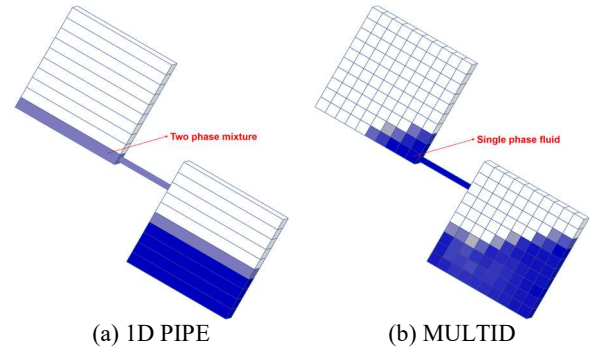 Two phase mixture
Single phase fluid
(a) 1D PIPE
(b) MULTID